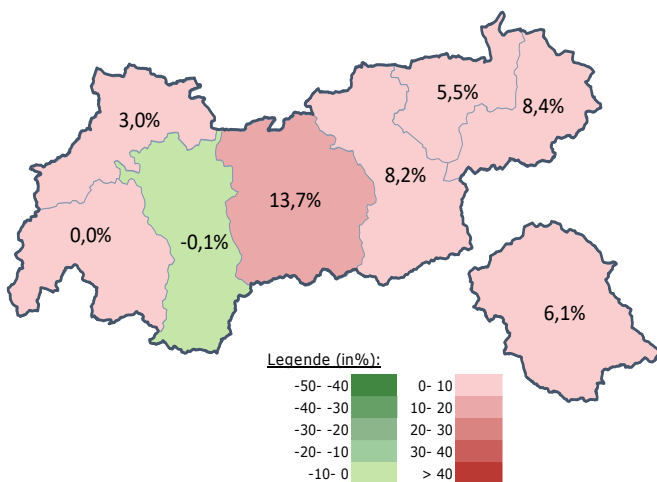 5,5%
8,4%
3,0%
8,2%
13,7%
0,0%
-0,1%
6,1%
Legende (in%):
-50- -40 0- 10
-40- -30 10- 20
-30- -20 20- 30
-20- -10 30- 40
-10- 0 > 40